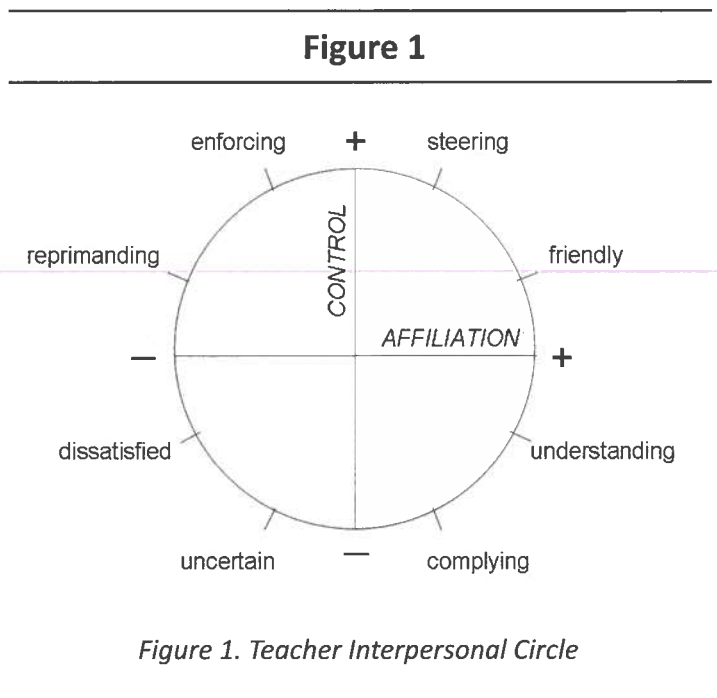 Figure 1
enforcing + steering
reprimanding CONTROL friendly
AFFILIATION
— +
dissatisfied understanding
uncertain — complying
Figure 1. Teacher Interpersonal Circle